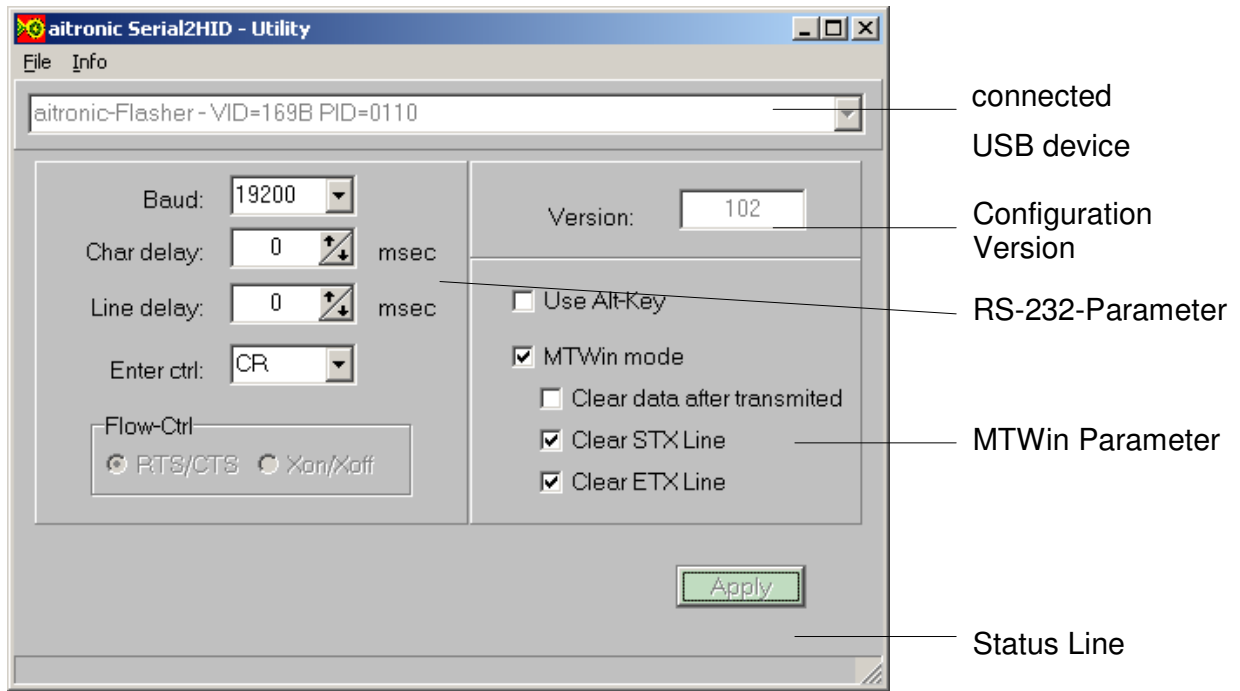 aitronic Serial2HID - Utility
File Info
aitronic-Flasher - VID=169B PID=0110
connected
USB device
Baud: 19200
Char delay: 0 msec
Line delay: 0 msec
Enter ctrl: CR
Flow-Ctrl
RTS/CTS Xon/Xoff
Version: 102
Configuration
Version
Use Alt-Key
RS-232-Parameter
MTWin mode
Clear data after transmited
Clear STX Line
Clear ETX Line
MTWin Parameter
Apply
Status Line